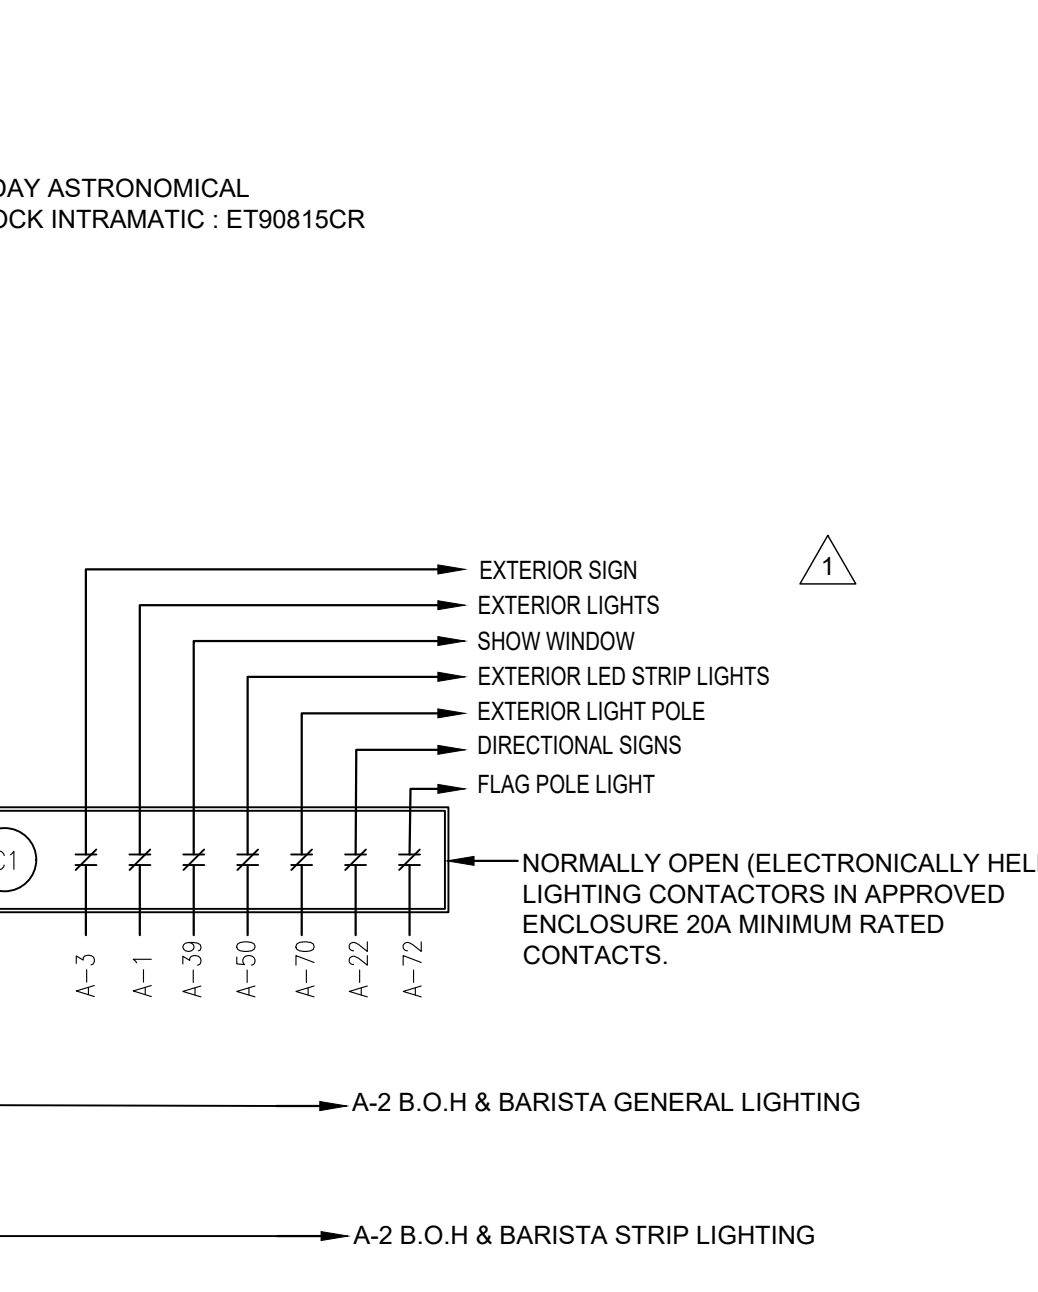 DAY ASTRONOMICAL
OCK INTRAMATIC : ET90815CR
EXTERIOR SIGN
1
EXTERIOR LIGHTS
SHOW WINDOW
EXTERIOR LED STRIP LIGHTS
EXTERIOR LIGHT POLE
DIRECTIONAL SIGNS
FLAG POLE LIGHT
C1
NORMALLY OPEN (ELECTRONICALLY HEL
LIGHTING CONTACTORS IN APPROVED
ENCLOSURE 20A MINIMUM RATED
CONTACTS.
A-3
A-1
A-39
A-50
A-70
A-22
A-72
A-2 B.O.H & BARISTA GENERAL LIGHTING
A-2 B.O.H & BARISTA STRIP LIGHTING